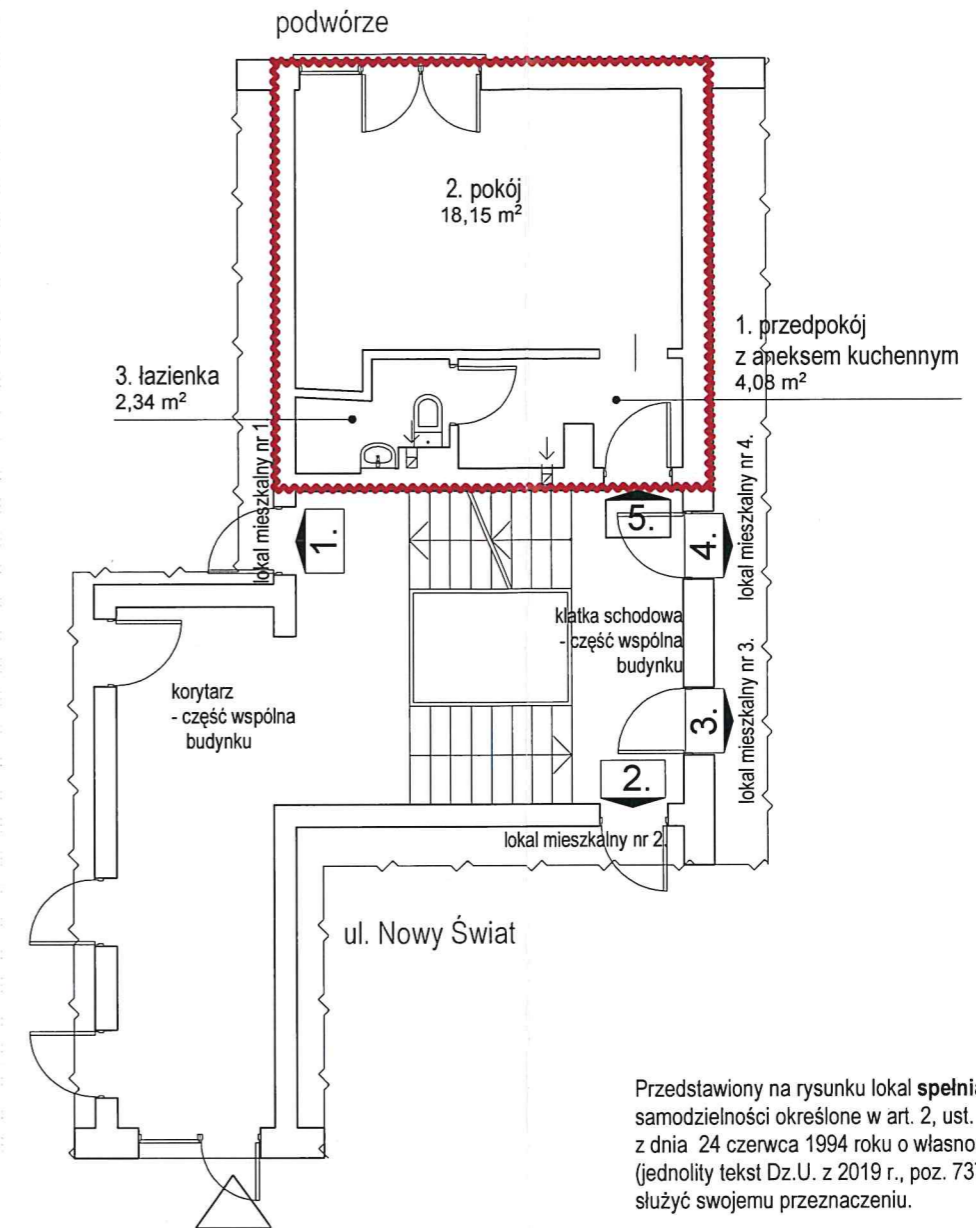 podwórze
2. pokój
18,15 m²
1. przedpokój
z aneksem kuchennym
4,08 m²
3. łazienka
2,34 m²
lokal mieszkalny nr 1.
lokal mieszkalny nr 4.
1.
5.
4.
klatka schodowa
- część wspólna
budynku
korytarz
- część wspólna
budynku
lokal mieszkalny nr 3.
3.
2.
lokal mieszkalny nr 2.
ul. Nowy Świat
Przedstawiony na rysunku lokal spełnia
samodzielności określone w art. 2, ust.
z dnia 24 czerwca 1994 roku o własno
(jednolity tekst Dz.U. z 2019 r., poz. 737
służyć swojemu przeznaczeniu.